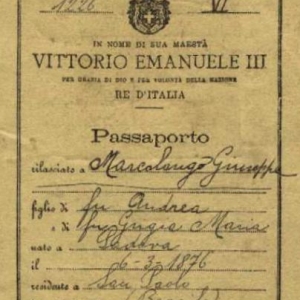 1226 VI
IN NOME DI SUA MAESTÀ
VITTORIO EMANUELE III
PER GRAZIA DI DIO E PER VOLONTÀ DELLA NAZIONE
RE D'ITALIA
Passaporto
rilasciato a Marcolongo Giuseppe
figlio di fu Andrea
e di fu Maria
nato a Padova
il 6-3-1876
residente a San Paolo